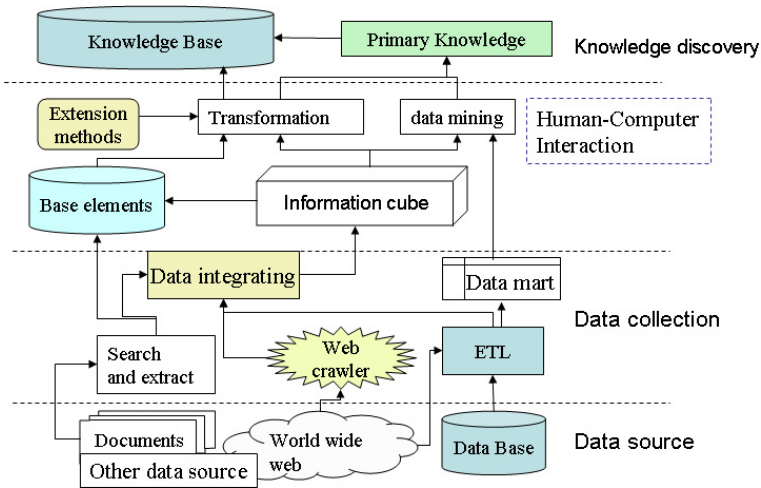 Knowledge Base
Primary Knowledge
Knowledge discovery
Extension
methods
Transformation
data mining
Human-Computer
Interaction
Base elements
Information cube
Data integrating
Data mart
Data collection
Search
and extract
Web
crawler
ETL
Documents
Other data source
World wide
web
Data Base
Data source